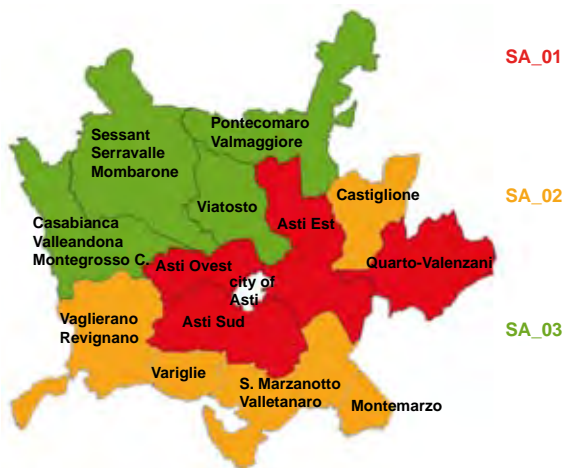 SA_01
Pontecomaro
Valmaggiore
Sessant
Serravalle
Mombarone
Castiglione
SA_02
Viatosto
Casabianca
Valleandona
Montegrosso C.
Asti Est
Asti Ovest
Quarto-Valenzani
city of
Asti
Vaglierano
Revignano
Asti Sud
SA_03
Variglie
S. Marzanotto
Valletanaro
Montemarzo